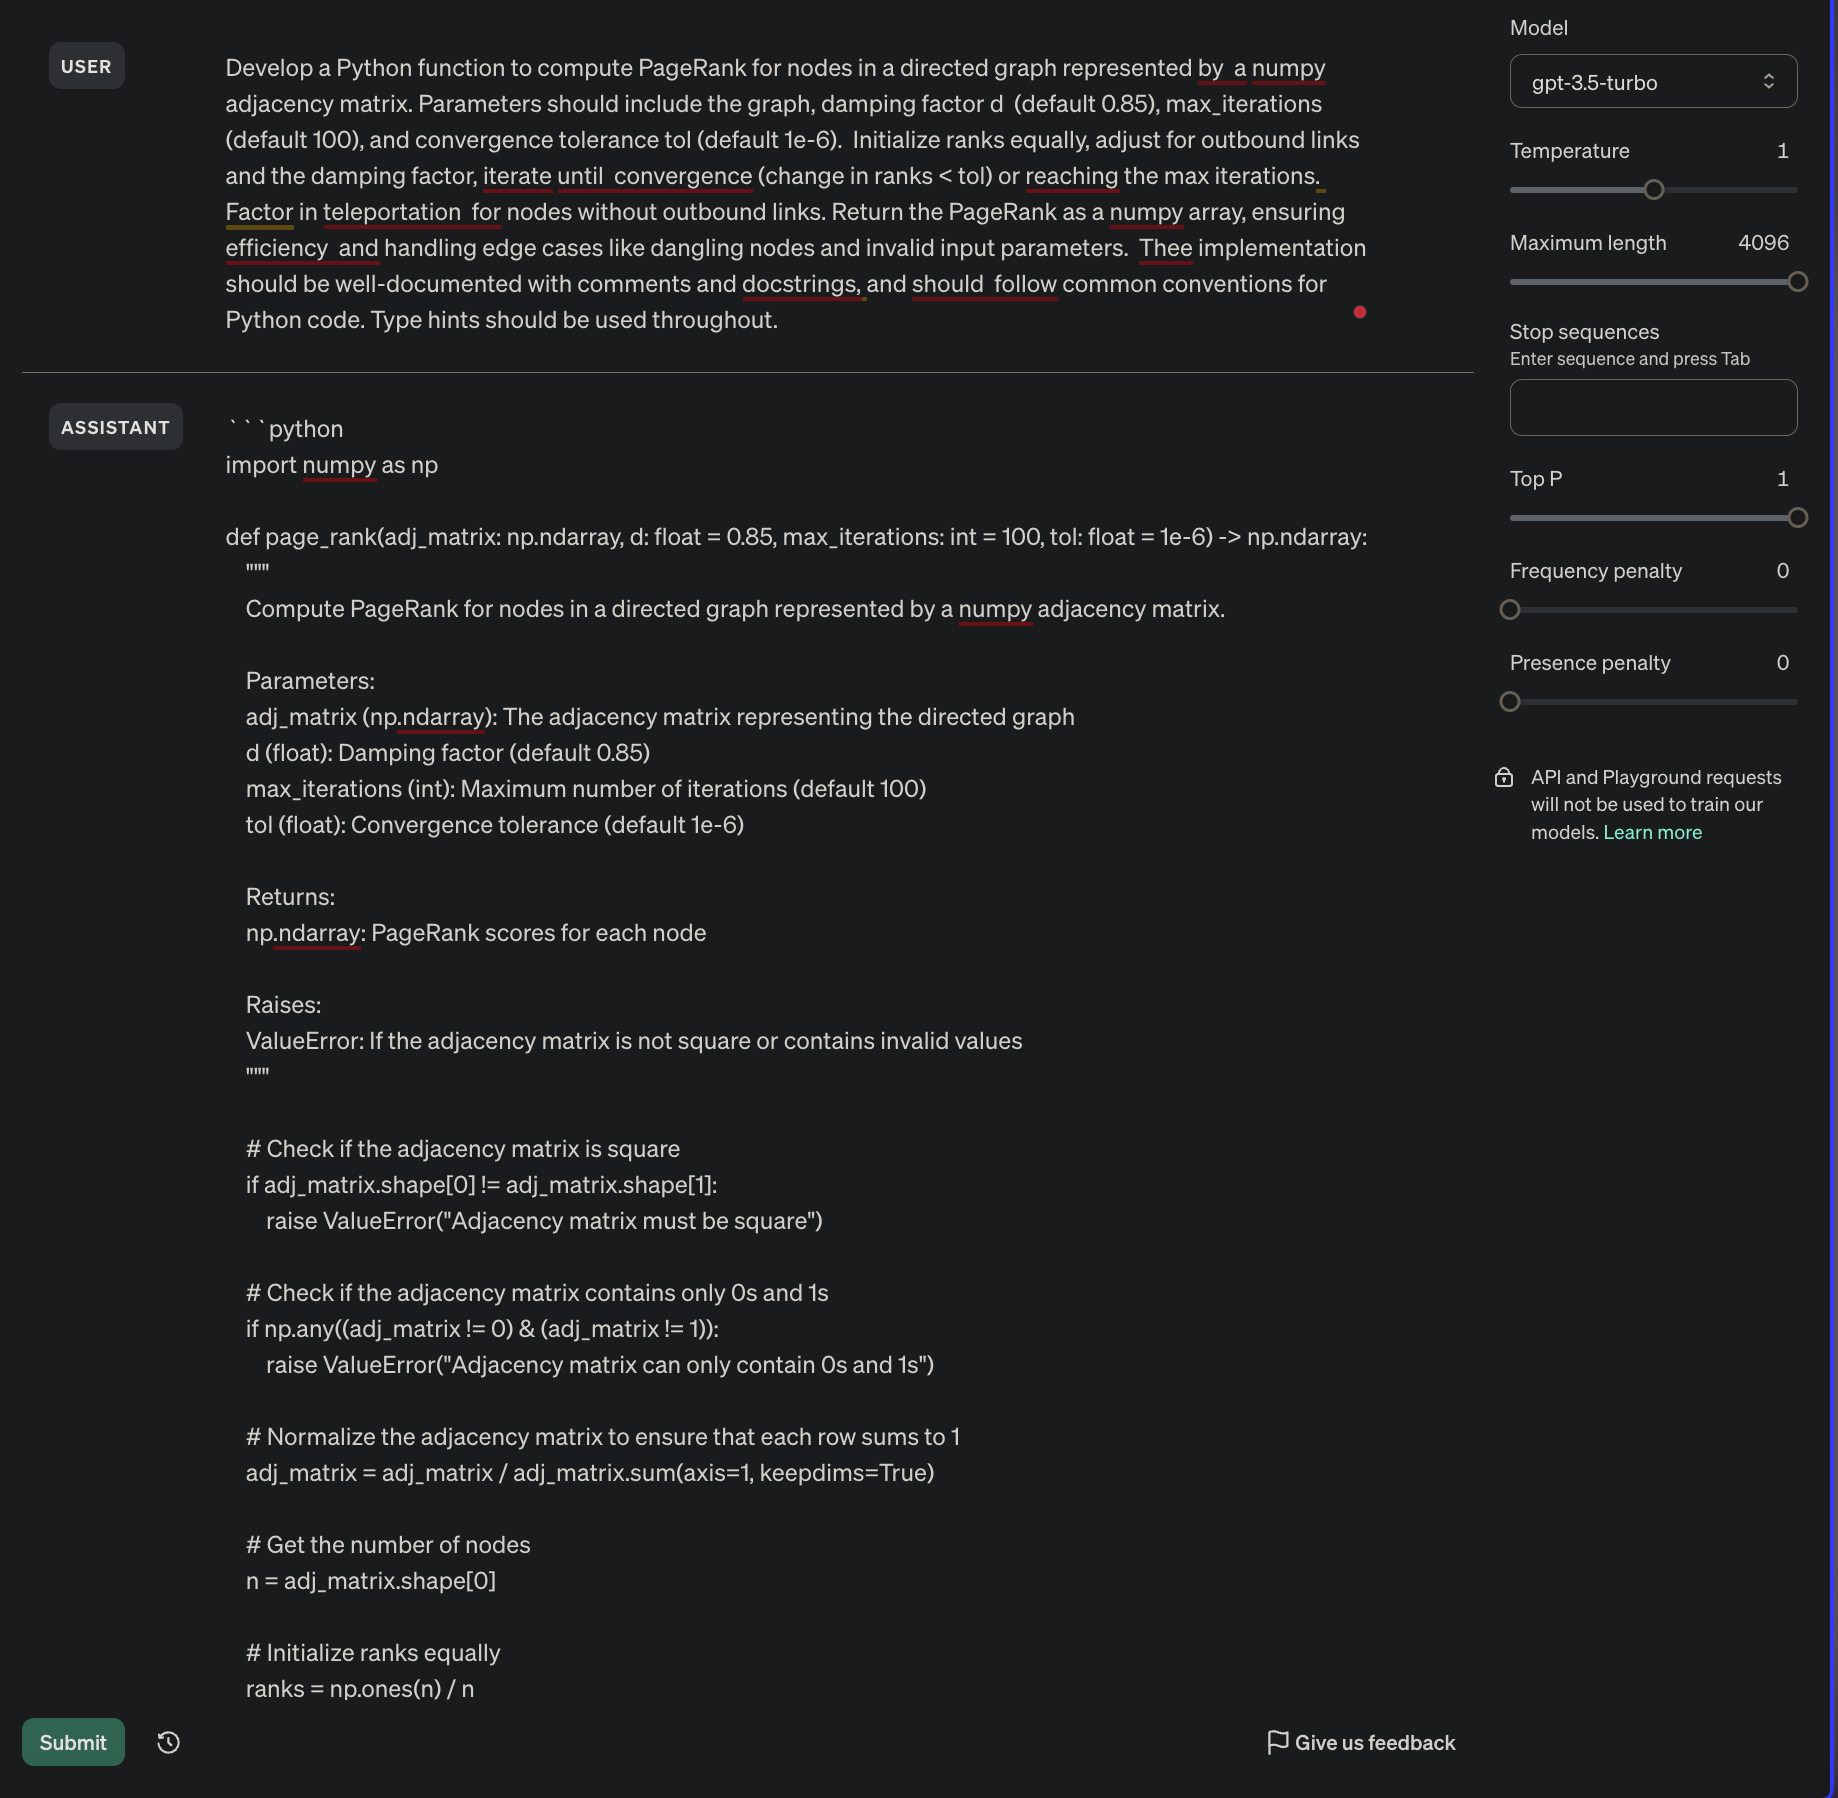 USER
Develop a Python function to compute PageRank for nodes in a directed graph represented by  a numpy
adjacency matrix. Parameters should include the graph, damping factor d  (default 0.85), max_iterations
(default 100), and convergence tolerance tol (default 1e-6).  Initialize ranks equally, adjust for outbound links
and the damping factor, iterate until  convergence (change in ranks < tol) or reaching the max iterations.
Factor in teleportation  for nodes without outbound links. Return the PageRank as a numpy array, ensuring
efficiency  and handling edge cases like dangling nodes and invalid input parameters.  Thee implementation
should be well-documented with comments and docstrings, and should  follow common conventions for
Python code. Type hints should be used throughout.
ASSISTANT
```python
import numpy as np
def page_rank(adj_matrix: np.ndarray, d: float = 0.85, max_iterations: int = 100, tol: float = 1e-6) -> np.ndarray:
"""
Compute PageRank for nodes in a directed graph represented by a numpy adjacency matrix.
Parameters:
adj_matrix (np.ndarray): The adjacency matrix representing the directed graph
d (float): Damping factor (default 0.85)
max_iterations (int): Maximum number of iterations (default 100)
tol (float): Convergence tolerance (default 1e-6)
Returns:
np.ndarray: PageRank scores for each node
Raises:
ValueError: If the adjacency matrix is not square or contains invalid values
"""
# Check if the adjacency matrix is square
if adj_matrix.shape[0] != adj_matrix.shape[1]:
raise ValueError("Adjacency matrix must be square")
# Check if the adjacency matrix contains only 0s and 1s
if np.any((adj_matrix != 0) & (adj_matrix != 1)):
raise ValueError("Adjacency matrix can only contain 0s and 1s")
# Normalize the adjacency matrix to ensure that each row sums to 1
adj_matrix = adj_matrix / adj_matrix.sum(axis=1, keepdims=True)
# Get the number of nodes
n = adj_matrix.shape[0]
# Initialize ranks equally
ranks = np.ones(n) / n
Submit
Give us feedback
Model
gpt-3.5-turbo
Temperature 1
Maximum length 4096
Stop sequences
Enter sequence and press Tab
Top P 1
Frequency penalty 0
Presence penalty 0
API and Playground requests
will not be used to train our
models. Learn more